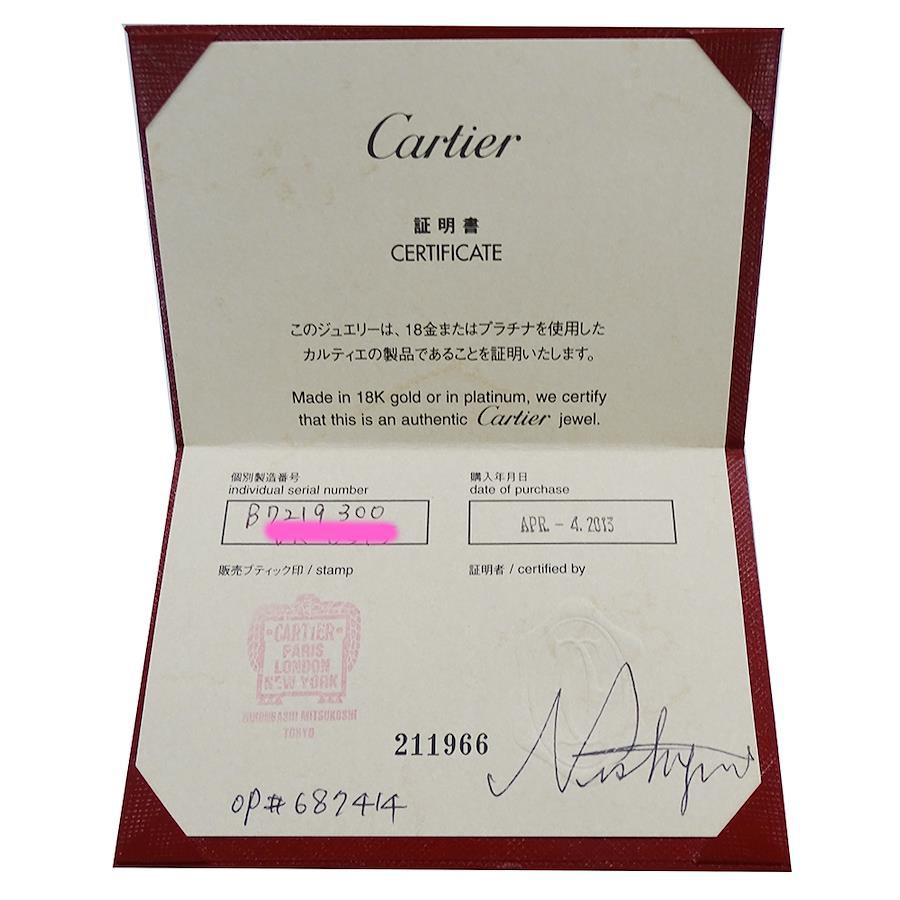 Cartier
証明書
CERTIFICATE
このジュエリーは、18金またはプラチナを使用した
カルティエの製品であることを証明いたします。
Made in 18K gold or in platinum, we certify
that this is an authentic Cartier jewel.
個別製造番号
individual serial number
B7219300
購入年月日
date of purchase
APR. - 4. 2013
販売ブティック印 / stamp
証明者 / certified by
CARTIER
PARIS
LONDON
NEW YORK
NIHONBASHI MITSUKOSHI
TOKYO
211966
OP#687414